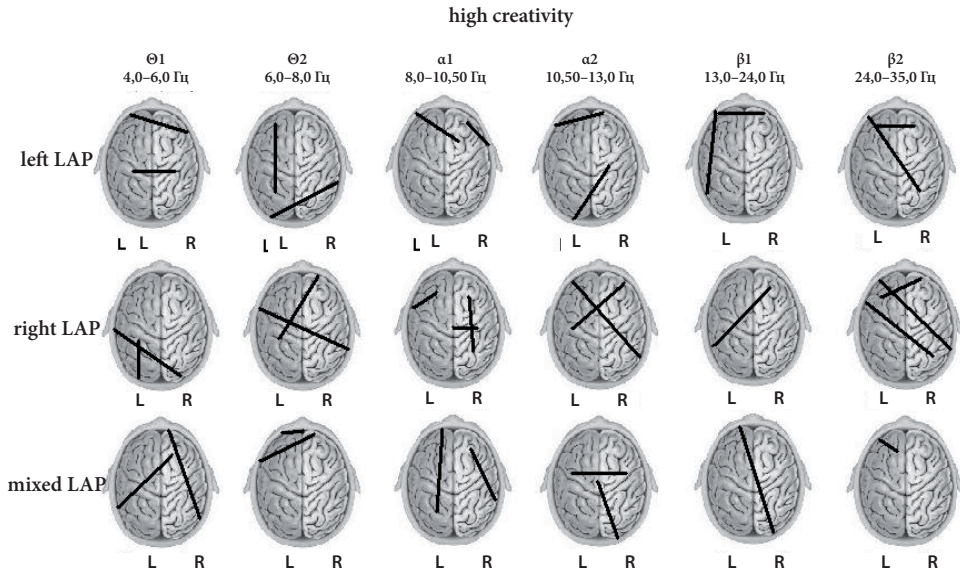 high creativity
Θ1 Θ2 α1 α2 β1 β2
4,0–6,0 Гц 6,0–8,0 Гц 8,0–10,50 Гц 10,50–13,0 Гц 13,0–24,0 Гц 24,0–35,0 Гц
left LAP
L L R L L R L L R L R L R L R
right LAP
L R L R L R L R L R L R
mixed LAP
L R L R L R L R L R L R